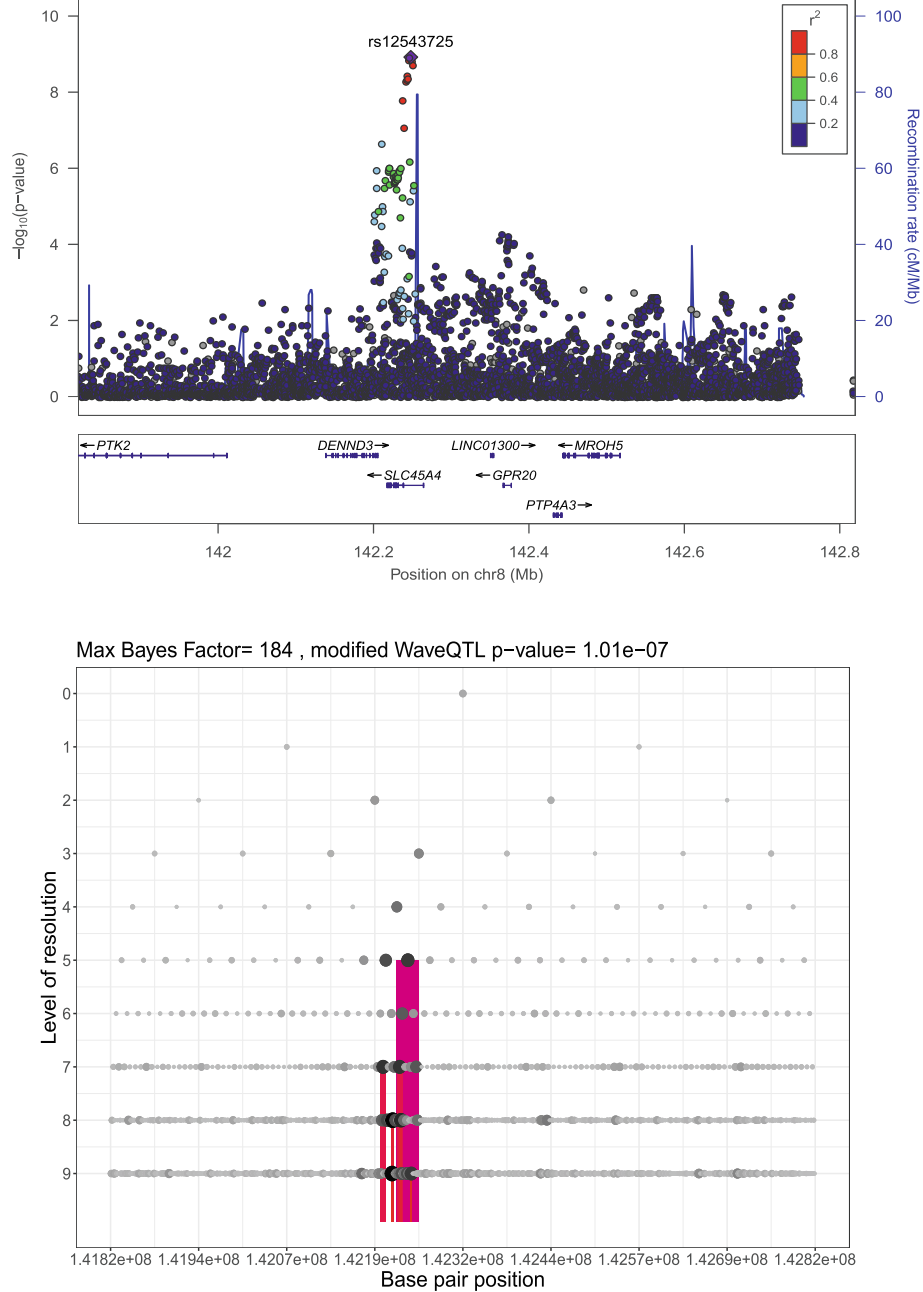 10
100
r2
rs12543725
0.8
8
80
0.6
0.4
0.2
6
60
−log10(p−value)
Recombination rate (cM/Mb)
4
40
2
20
0
0
PTK2
DENND3
LINC01300
MROH5
SLC45A4
GPR20
PTP4A3
142
142.2
142.4
142.6
142.8
Position on chr8 (Mb)
Max Bayes Factor= 184 , modified WaveQTL p−value= 1.01e−07
0
1
2
3
4
5
6
7
8
9
Level of resolution
1.4182e+08 1.4194e+08 1.4207e+08 1.4219e+08 1.4232e+08 1.4244e+08 1.4257e+08 1.4269e+08 1.4282e+08
Base pair position